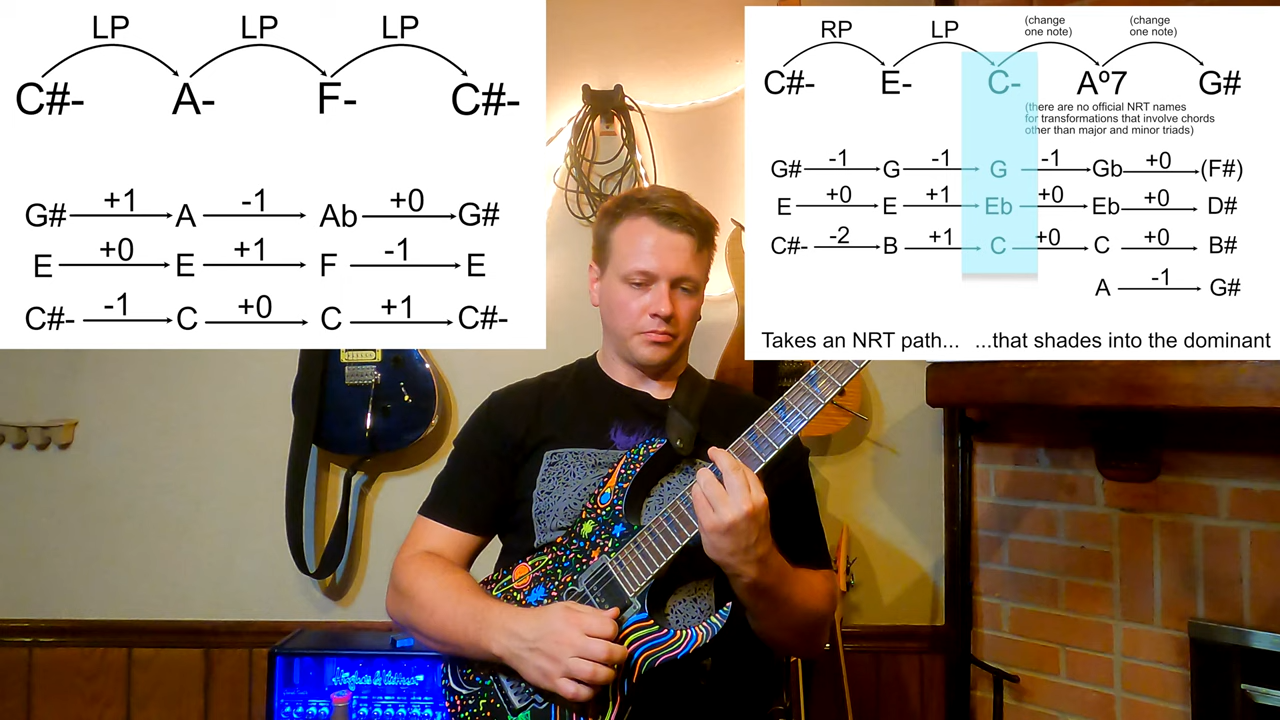 LP LP LP
C#- A- F- C#-
G# +1 A -1 Ab +0 G#
E +0 E +1 F -1 E
C#- -1 C +0 C +1 C#-
RP LP (change one note) (change one note)
C#- E- C- Aº7 G#
(there are no official NRT names
for transformations that involve chords
other than major and minor triads)
G# -1 G -1 G -1 Gb +0 (F#)
E +0 E +1 Eb +0 Eb +0 D#
C#- -2 B +1 C +0 C +0 B#
A -1 G#
Takes an NRT path... ...that shades into the dominant
Hughes & Kettner